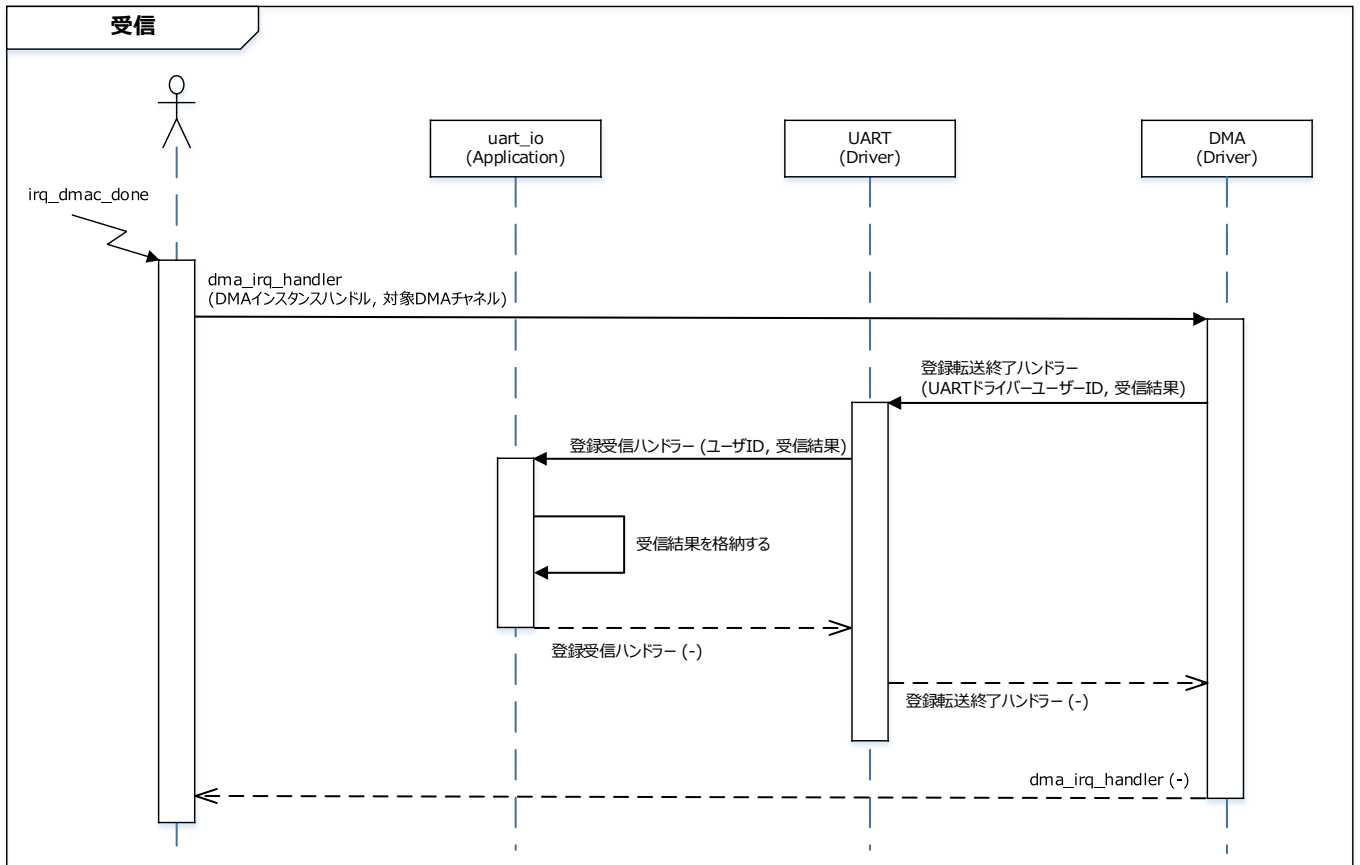 受信
uart_io
(Application)
UART
(Driver)
DMA
(Driver)
irq_dmac_done
dma_irq_handler
(DMAインスタンスハンドル, 対象DMAチャネル)
登録転送終了ハンドラー
(UARTドライバーユーザーID, 受信結果)
登録受信ハンドラー (ユーザID, 受信結果)
受信結果を格納する
登録受信ハンドラー (-)
登録転送終了ハンドラー (-)
dma_irq_handler (-)